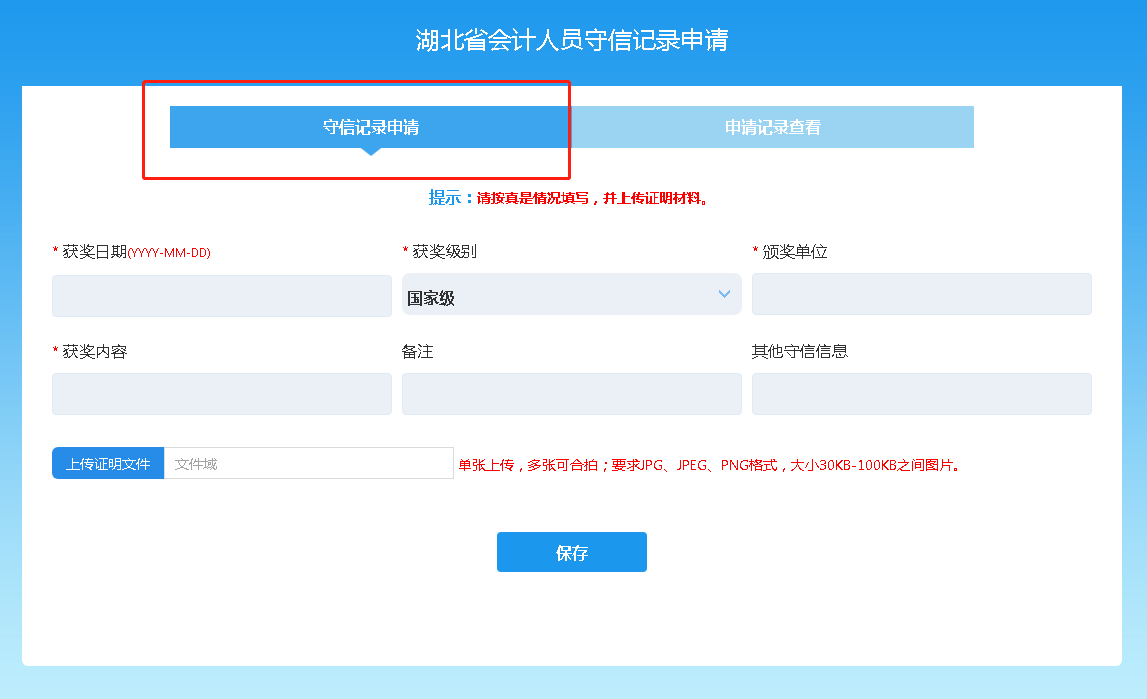 湖北省会计人员守信记录申请
守信记录申请
申请记录查看
提示：请按真是情况填写，并上传证明材料。
* 获奖日期(YYYY-MM-DD)
* 获奖级别
* 颁奖单位
国家级
* 获奖内容
备注
其他守信信息
上传证明文件
文件域
单张上传，多张可合拍；要求JPG、JPEG、PNG格式，大小30KB-100KB之间图片。
保存